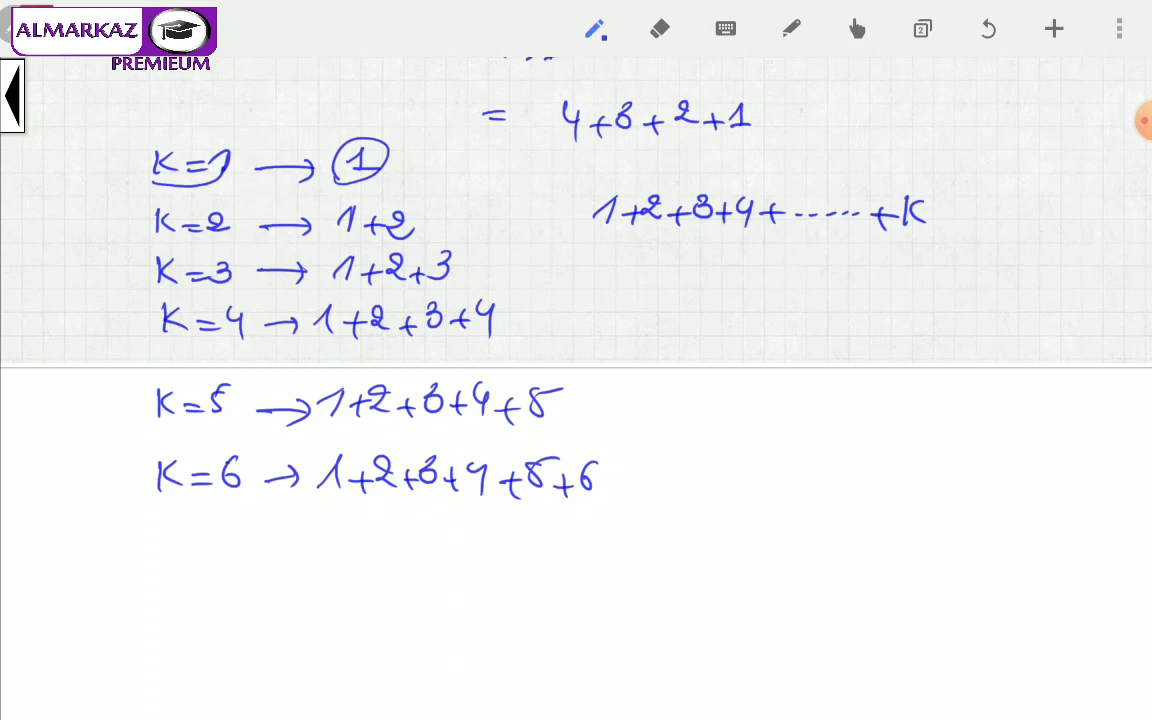 ALMARKAZ
PREMIEUM
2
= 4+3+2+1
K=1 → 1
K=2 → 1+2
1+2+3+4+.....+K
K=3 → 1+2+3
K=4 → 1+2+3+4
K=5 → 1+2+3+4+5
K=6 → 1+2+3+4+5+6